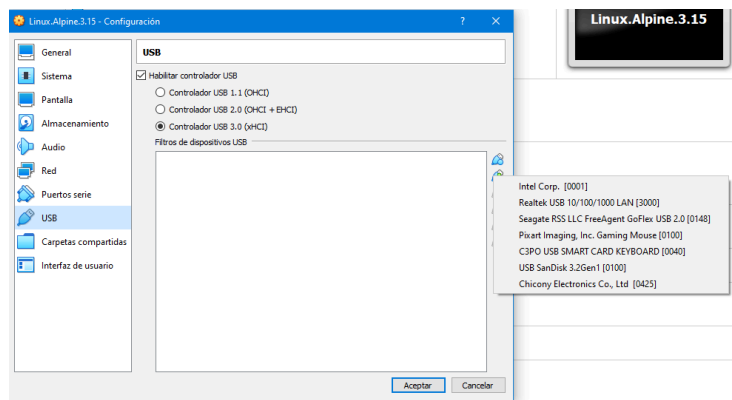 Linux.Alpine.3.15 - Configuración
? ×
Linux.Alpine.3.15
General
Sistema
Pantalla
Almacenamiento
Audio
Red
Puertos serie
USB
Carpetas compartidas
Interfaz de usuario
USB
Habilitar controlador USB
Controlador USB 1.1 (OHCI)
Controlador USB 2.0 (OHCI + EHCI)
Controlador USB 3.0 (xHCI)
Filtros de dispositivos USB
Intel Corp. [0001]
Realtek USB 10/100/1000 LAN [3000]
Seagate RSS LLC FreeAgent GoFlex USB 2.0 [0148]
Pixart Imaging, Inc. Gaming Mouse [0100]
C3PO USB SMART CARD KEYBOARD [0040]
USB SanDisk 3.2Gen1 [0100]
Chicony Electronics Co., Ltd [0425]
Aceptar
Cancelar